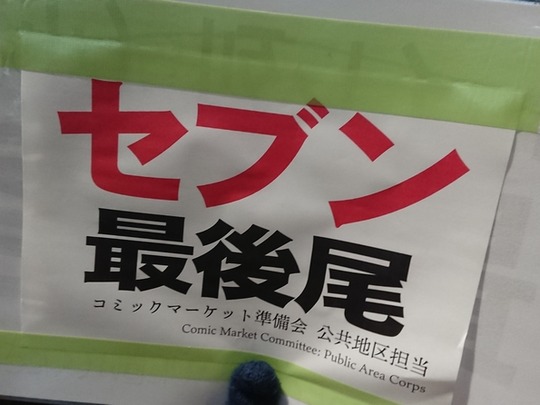 セブン
最後尾
コミックマーケット準備会 公共地区担当
Comic Market Committee: Public Area Corps